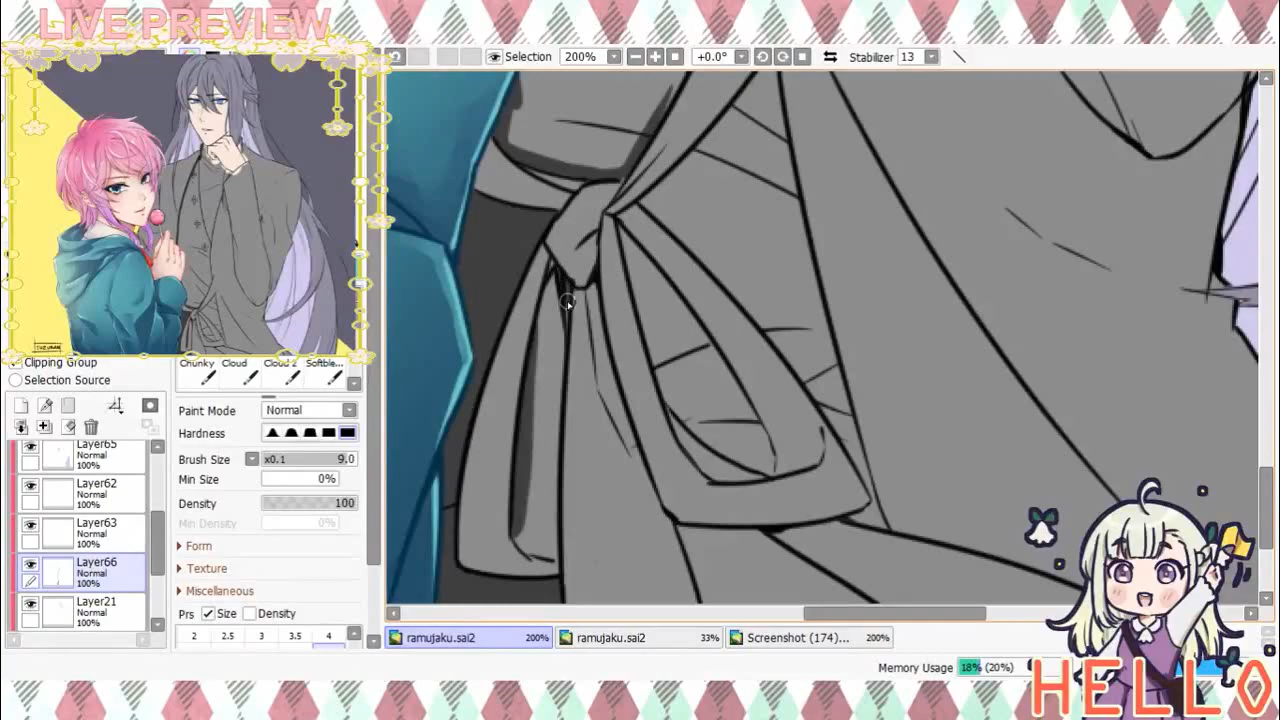 LIVE PREVIEW
Selection 200% +0.0° Stabilizer 13
Clipping Group
Selection Source
Chunky Cloud Cloud 2 Softble...
Paint Mode Normal
Hardness
Brush Size x0.1 9.0
Min Size 0%
Density 100
Min Density 0%
Form
Texture
Miscellaneous
Prs Size Density
2 2.5 3 3.5 4
Layer65
Normal
100%
Layer62
Normal
100%
Layer63
Normal
100%
Layer66
Normal
100%
Layer21
Normal
100%
ramujaku.sai2 200% ramujaku.sai2 33% Screenshot (174)... 200%
Memory Usage 18% (20%)
HELLO